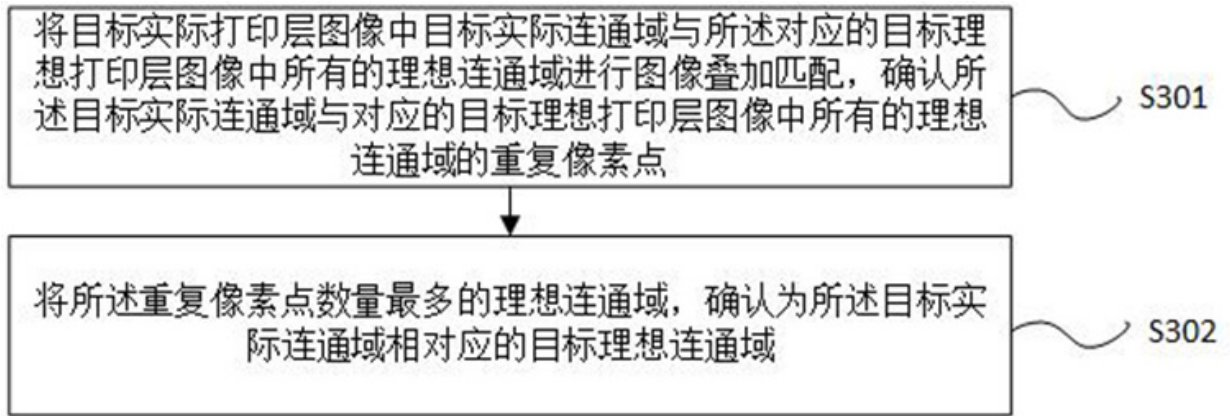 将目标实际打印层图像中目标实际连通域与所述对应的目标理
想打印层图像中所有的理想连通域进行图像叠加匹配，确认所
述目标实际连通域与对应的目标理想打印层图像中所有的理想
连通域的重复像素点
S301
将所述重复像素点数量最多的理想连通域，确认为所述目标实
际连通域相对应的目标理想连通域
S302